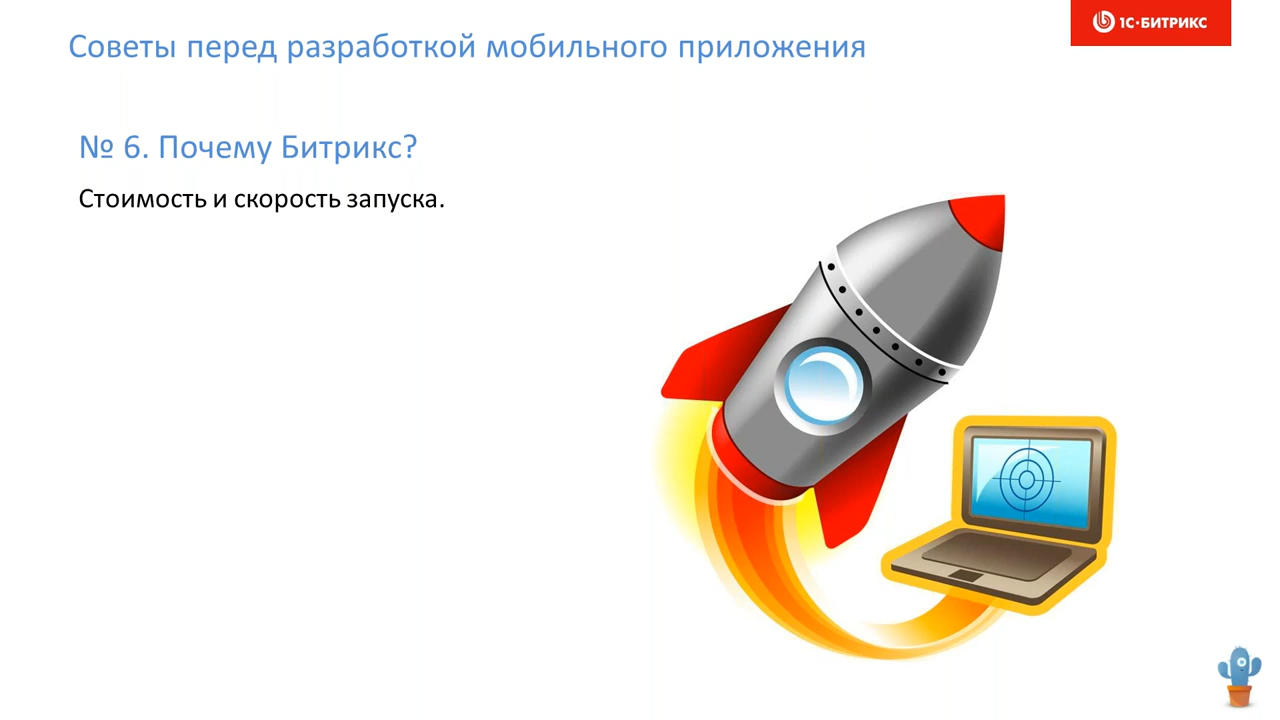 Советы перед разработкой мобильного приложения
1С·БИТРИКС
№ 6. Почему Битрикс?
Стоимость и скорость запуска.